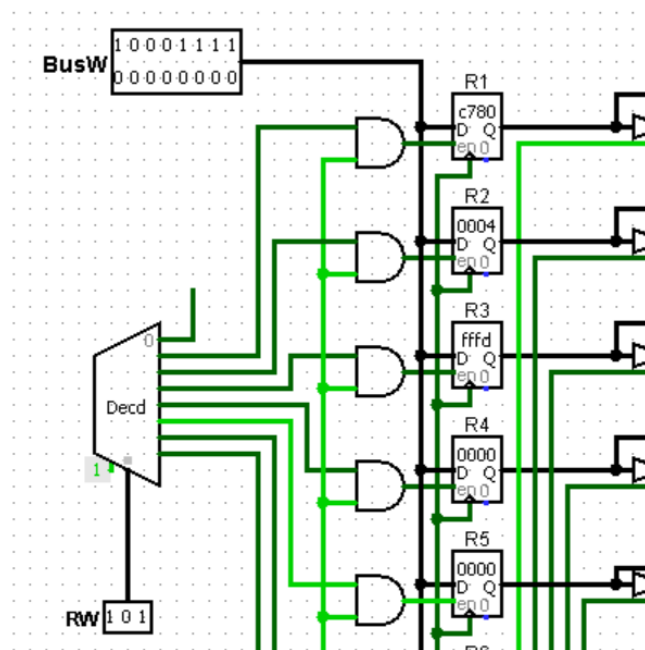 1 0 0 0 1 1 1 1
BusW
0 0 0 0 0 0 0 0
R1
c780
D Q
en 0
R2
0004
D Q
en 0
R3
fffd
D Q
en 0
0
Decd
1
R4
0000
D Q
en 0
R5
0000
D Q
en 0
RW 1 0 1